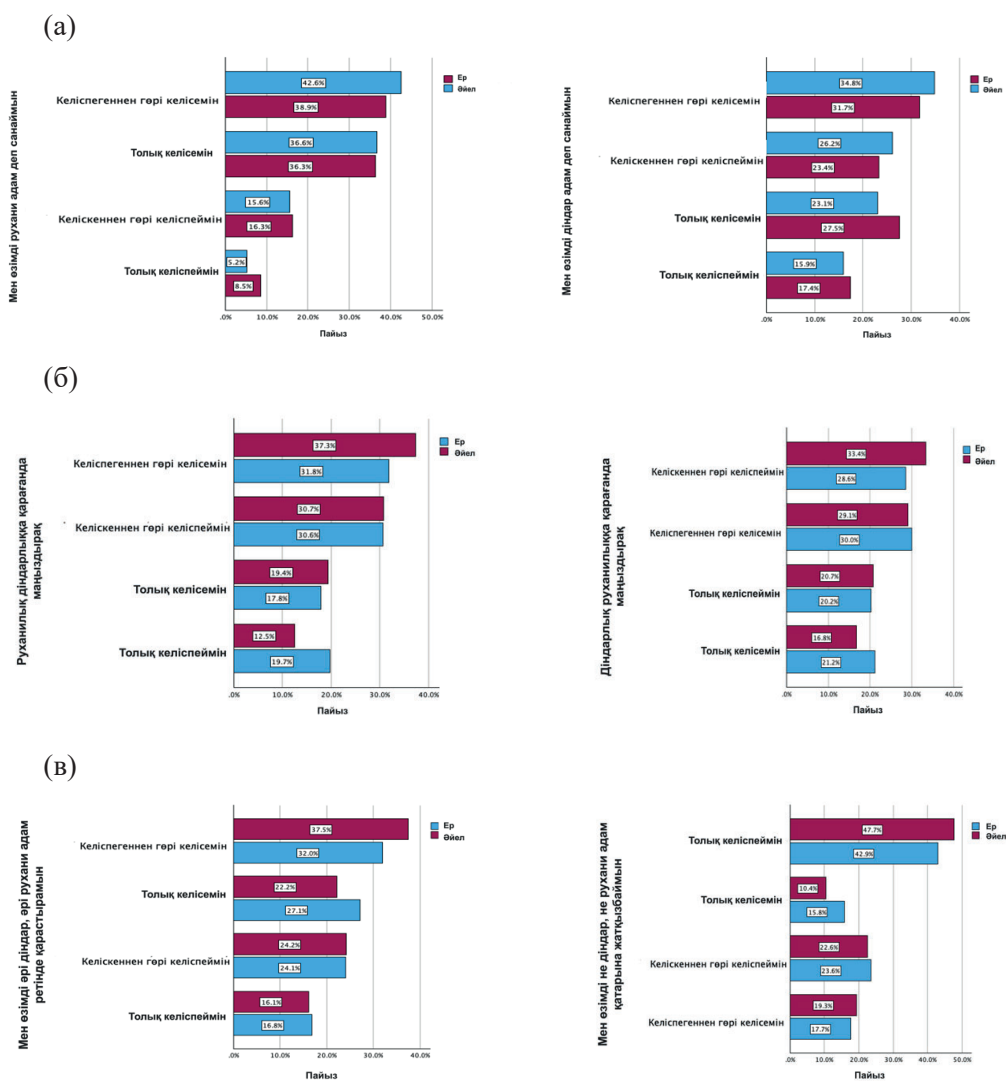 (а)
Мен өзімді рухани адам деп санаймын
Келіспегеннен гөрі келісемін
42.6%
38.9%
Толық келісемін
36.6%
36.3%
Келіскеннен гөрі келіспеймін
15.6%
16.3%
Толық келіспеймін
5.2%
8.5%
.0% 10.0% 20.0% 30.0% 40.0% 50.0%
Пайыз
Ер
Әйел
Мен өзімді діндар адам деп санаймын
Келіспегеннен гөрі келісемін
34.8%
31.7%
Келіскеннен гөрі келіспеймін
26.2%
23.4%
Толық келісемін
23.1%
27.5%
Толық келіспеймін
15.9%
17.4%
.0% 10.0% 20.0% 30.0% 40.0%
Пайыз
Ер
Әйел
(б)
Руханилық діндарлыққа қарағанда
маңыздырақ
Келіспегеннен гөрі келісемін
37.3%
31.8%
Келіскеннен гөрі келіспеймін
30.7%
30.6%
Толық келісемін
19.4%
17.8%
Толық келіспеймін
12.5%
19.7%
.0% 10.0% 20.0% 30.0% 40.0%
Пайыз
Ер
Әйел
Діндарлық руханилыққа қарағанда
маңыздырақ
Келіскеннен гөрі келіспеймін
33.4%
28.6%
Келіспегеннен гөрі келісемін
29.1%
30.0%
Толық келіспеймін
20.7%
20.2%
Толық келісемін
16.8%
21.2%
.0% 10.0% 20.0% 30.0% 40.0%
Пайыз
Ер
Әйел
(в)
Мен өзімді әрі діндар, әрі рухани адам
ретінде қарастырамын
Келіспегеннен гөрі келісемін
37.5%
32.0%
Толық келісемін
22.2%
27.1%
Келіскеннен гөрі келіспеймін
24.2%
24.1%
Толық келіспеймін
16.1%
16.8%
.0% 10.0% 20.0% 30.0% 40.0%
Пайыз
Ер
Әйел
Мен өзімді не діндар, не рухани адам
қатарына жатқызбаймын
Толық келіспеймін
47.7%
42.9%
Толық келісемін
10.4%
15.8%
Келіскеннен гөрі келіспеймін
22.6%
23.6%
Келіспегеннен гөрі келісемін
19.3%
17.7%
.0% 10.0% 20.0% 30.0% 40.0% 50.0%
Пайыз
Ер
Әйел